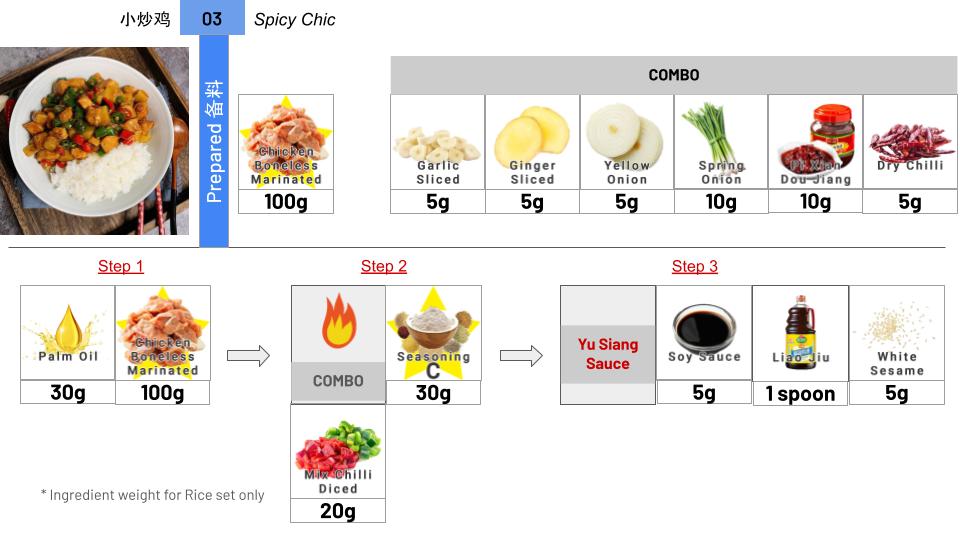 小炒鸡
03
Spicy Chic
Prepared 备料
Chicken
Boneless
Marinated
100g
COMBO
Garlic
Sliced
5g
Ginger
Sliced
5g
Yellow
Onion
5g
Spring
Onion
10g
Pi Xian
Dou Jiang
10g
Dry Chilli
5g
Step 1
Palm Oil
30g
Chicken
Boneless
Marinated
100g
Step 2
COMBO
Seasoning
C
30g
Mix Chilli
Diced
20g
Step 3
Yu Siang
Sauce
Soy Sauce
5g
Liao Jiu
1 spoon
White
Sesame
5g
* Ingredient weight for Rice set only